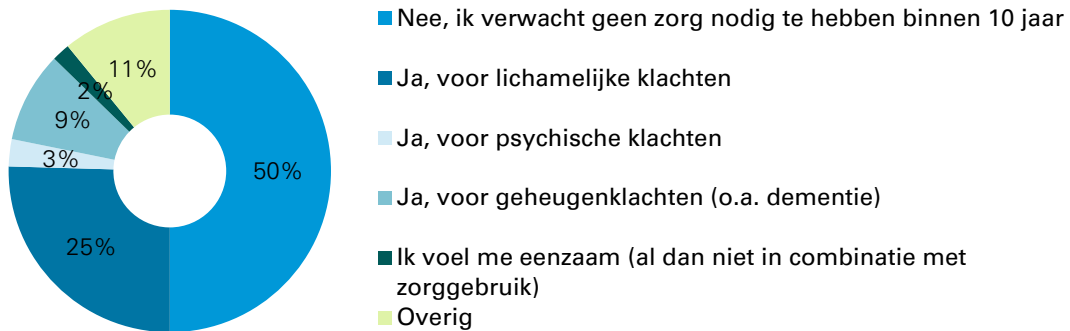 Nee, ik verwacht geen zorg nodig te hebben binnen 10 jaar
Ja, voor lichamelijke klachten
Ja, voor psychische klachten
Ja, voor geheugenklachten (o.a. dementie)
Ik voel me eenzaam (al dan niet in combinatie met
zorggebruik)
Overig
11%
2%
9%
3%
50%
25%